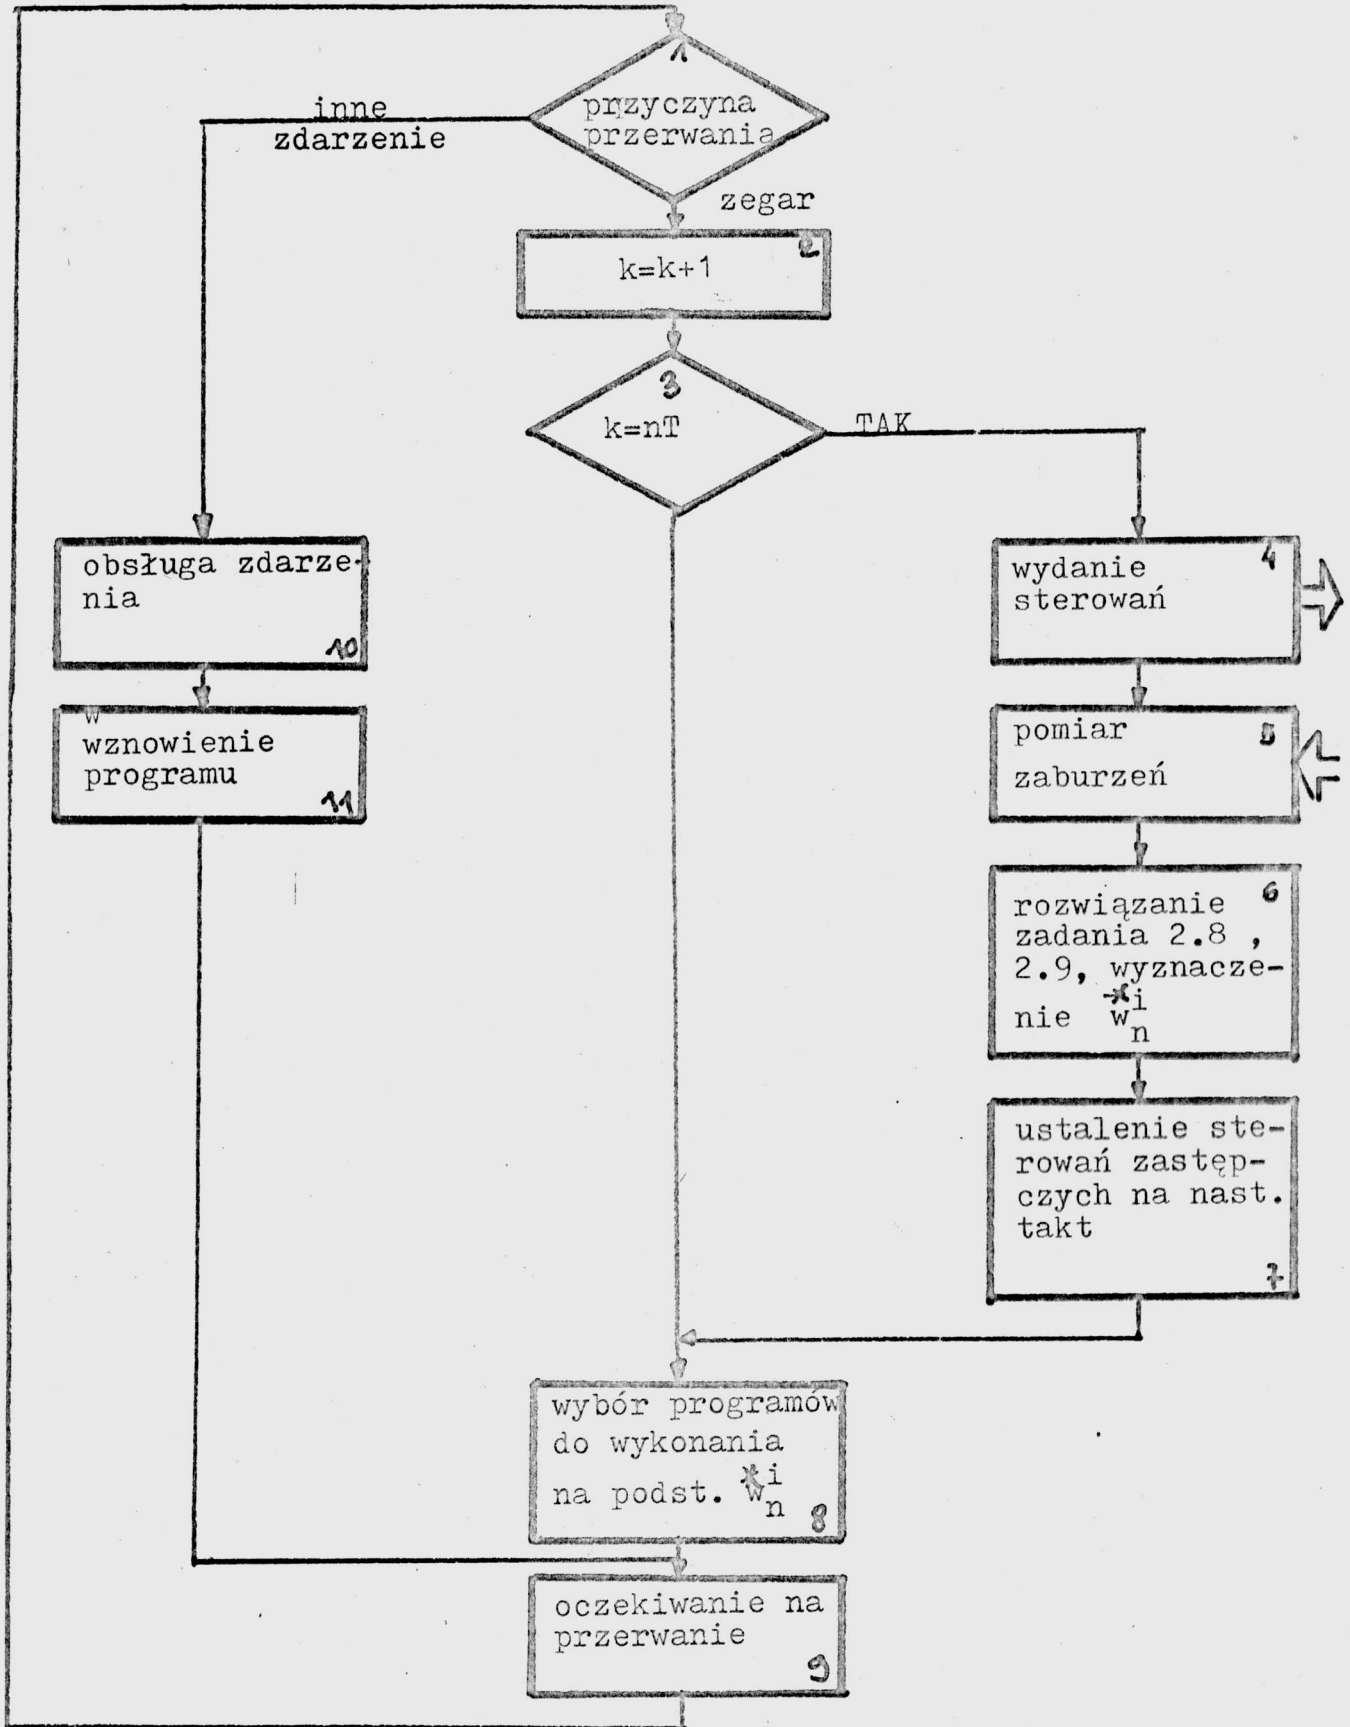 1
przyczyna
przerwania
inne
zdarzenie
zegar
2
k=k+1
3
k=nT
TAK
obsługa zdarze-
nia
10
w
wznowienie
programu
11
wydanie 4
sterowań
pomiar 5
zaburzeń
rozwiązanie 6
zadania 2.8 ,
2.9, wyznacze-
nie w*ⁱₙ
ustalenie ste-
rowań zastęp-
czych na nast.
takt
7
wybór programów
do wykonania
na podst. w*ⁱₙ
8
oczekiwanie na
przerwanie
9